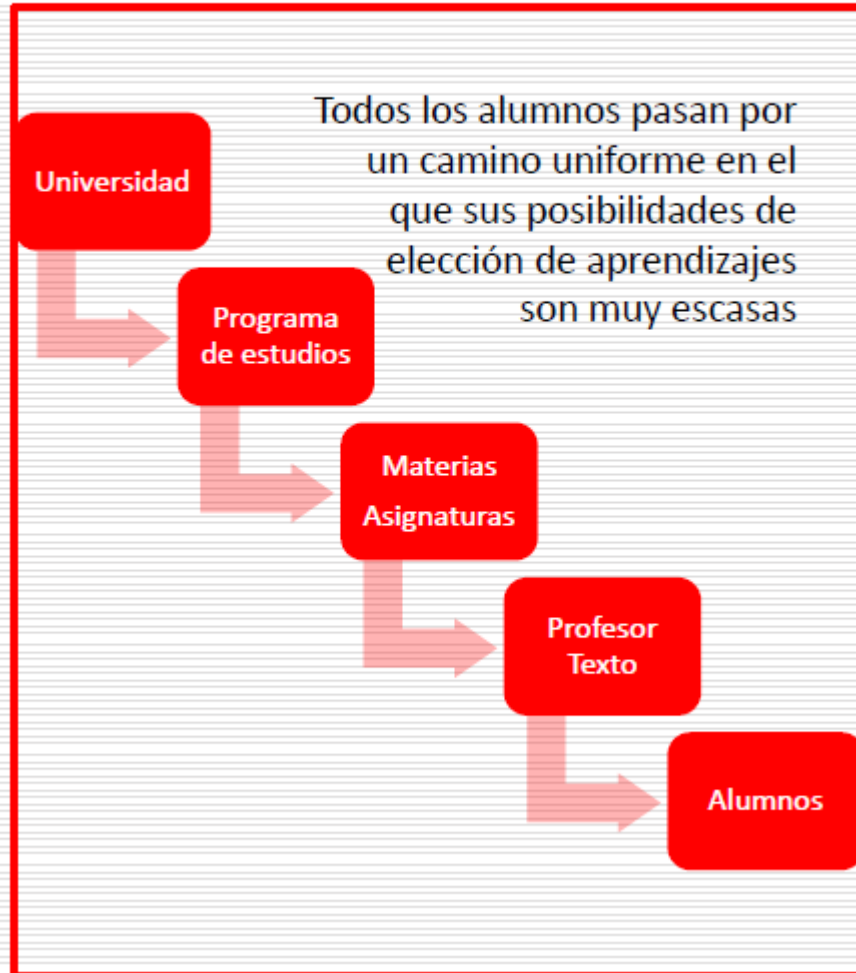 Todos los alumnos pasan por
un camino uniforme en el
que sus posibilidades de
elección de aprendizajes
son muy escasas
Universidad
Programa
de estudios
Materias
Asignaturas
Profesor
Texto
Alumnos